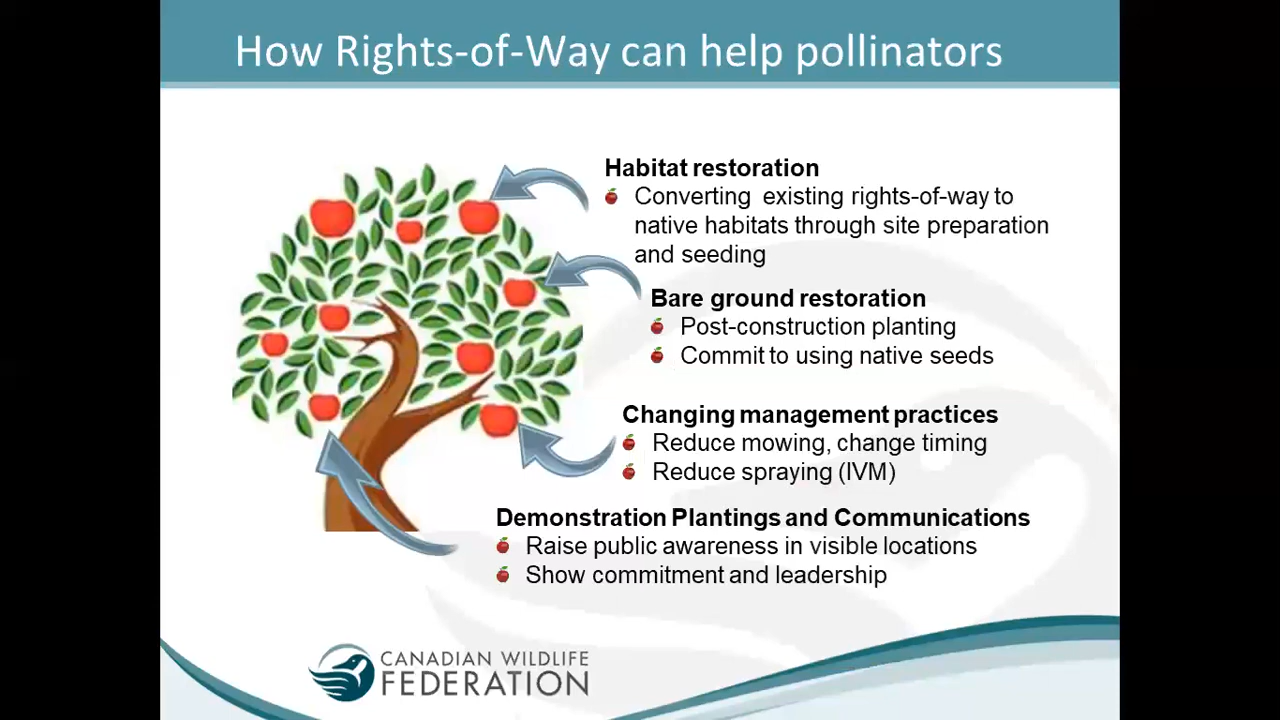 How Rights-of-Way can help pollinators
Habitat restoration
Converting existing rights-of-way to
native habitats through site preparation
and seeding
Bare ground restoration
Post-construction planting
Commit to using native seeds
Changing management practices
Reduce mowing, change timing
Reduce spraying (IVM)
Demonstration Plantings and Communications
Raise public awareness in visible locations
Show commitment and leadership
CANADIAN WILDLIFE
FEDERATION